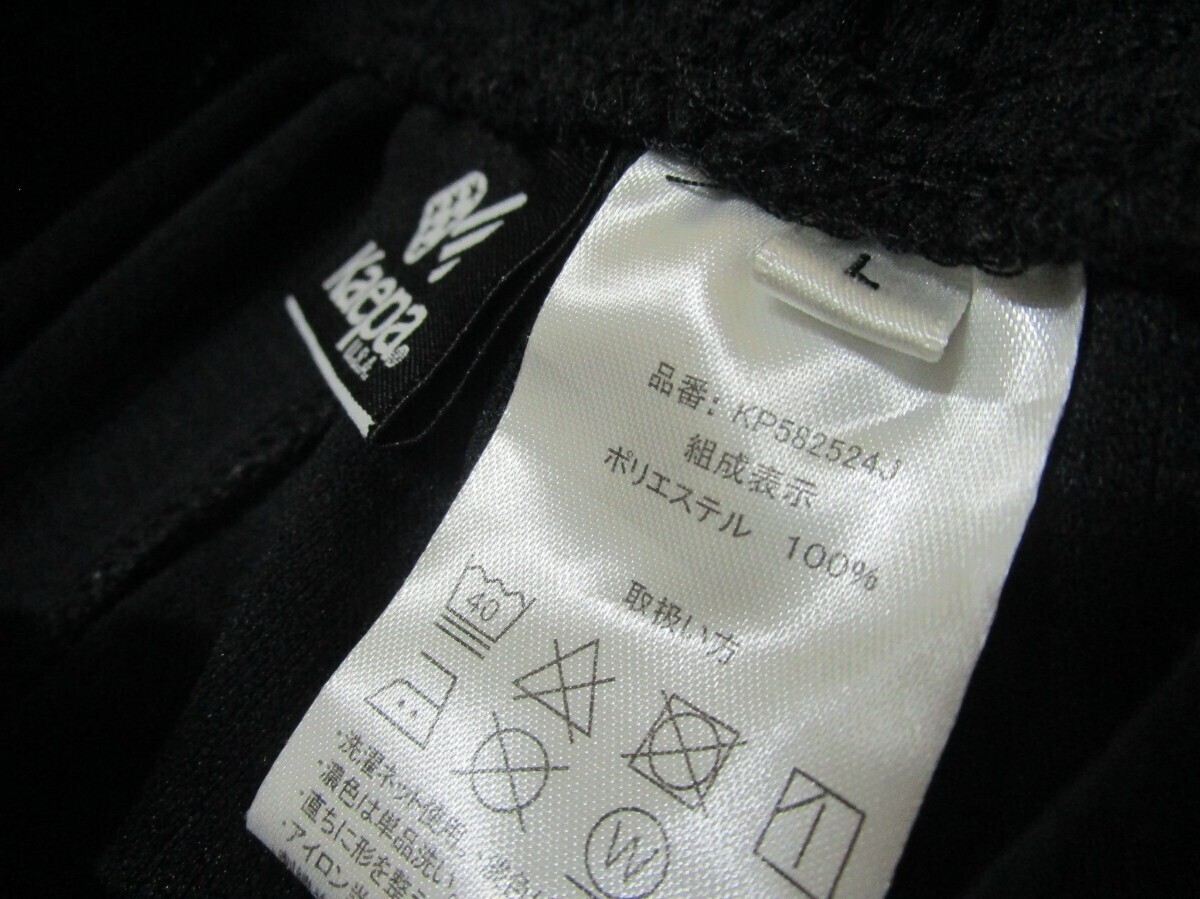 Kaepa®
U.S.A.
L
品番: KP582524J
組成表示
ポリエステル 100%
取扱い方
40
W
・洗濯ネット使用
・濃色は単品洗い
・直ちに形を整え
・アイロン